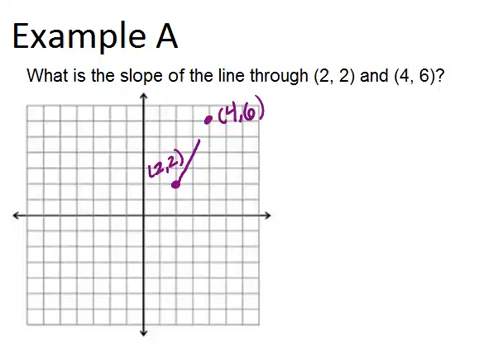 Example A
What is the slope of the line through (2, 2) and (4, 6)?
(4,6)
(2,2)